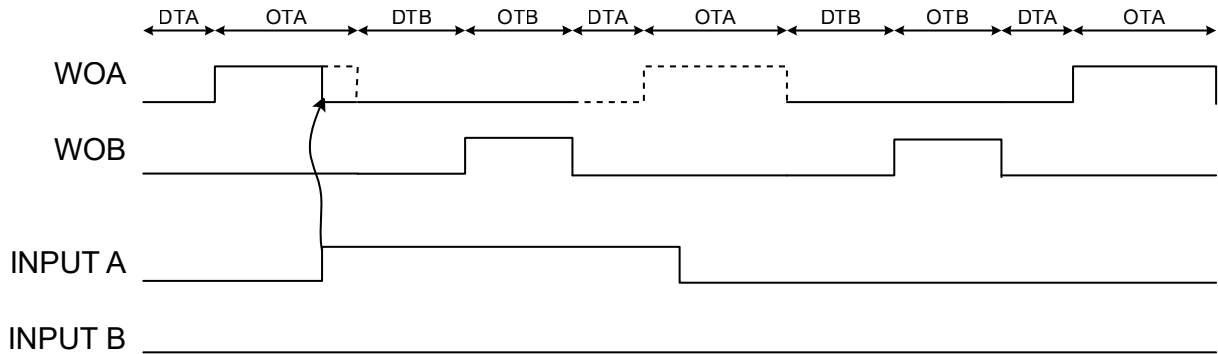 DTA OTA DTB OTB DTA OTA DTB OTB DTA OTA
WOA
WOB
INPUT A
INPUT B